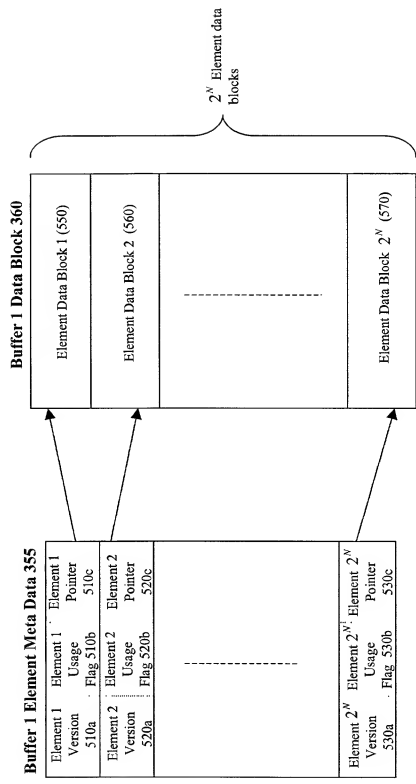 Buffer 1 Element Meta Data 355
Element 1 Version 510a
Element 1 Usage Flag 510b
Element 1 Pointer 510c
Element 2 Version 520a
Element 2 Usage Flag 520b
Element 2 Pointer 520c
Element 2^N Version 530a
Element 2^N Usage Flag 530b
Element 2^N Pointer 530c
Buffer 1 Data Block 360
Element Data Block 1 (550)
Element Data Block 2 (560)
Element Data Block 2^N (570)
2^N Element data
blocks